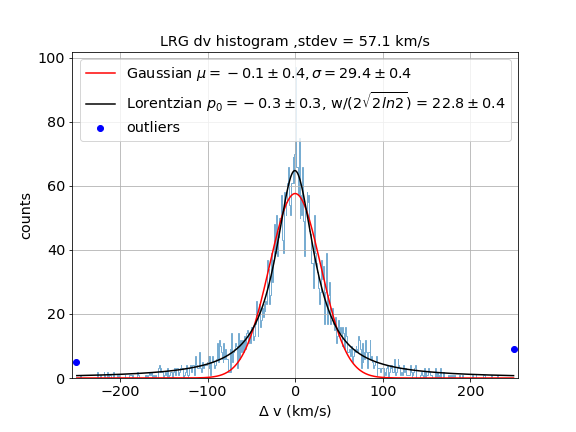 LRG dv histogram ,stdev = 57.1 km/s
100
80
60
40
20
0
counts
Gaussian μ = −0.1 ± 0.4, σ = 29.4 ± 0.4
Lorentzian p₀ = −0.3 ± 0.3, w/(2√2ln2) = 22.8 ± 0.4
outliers
−200 −100 0 100 200
Δ v (km/s)